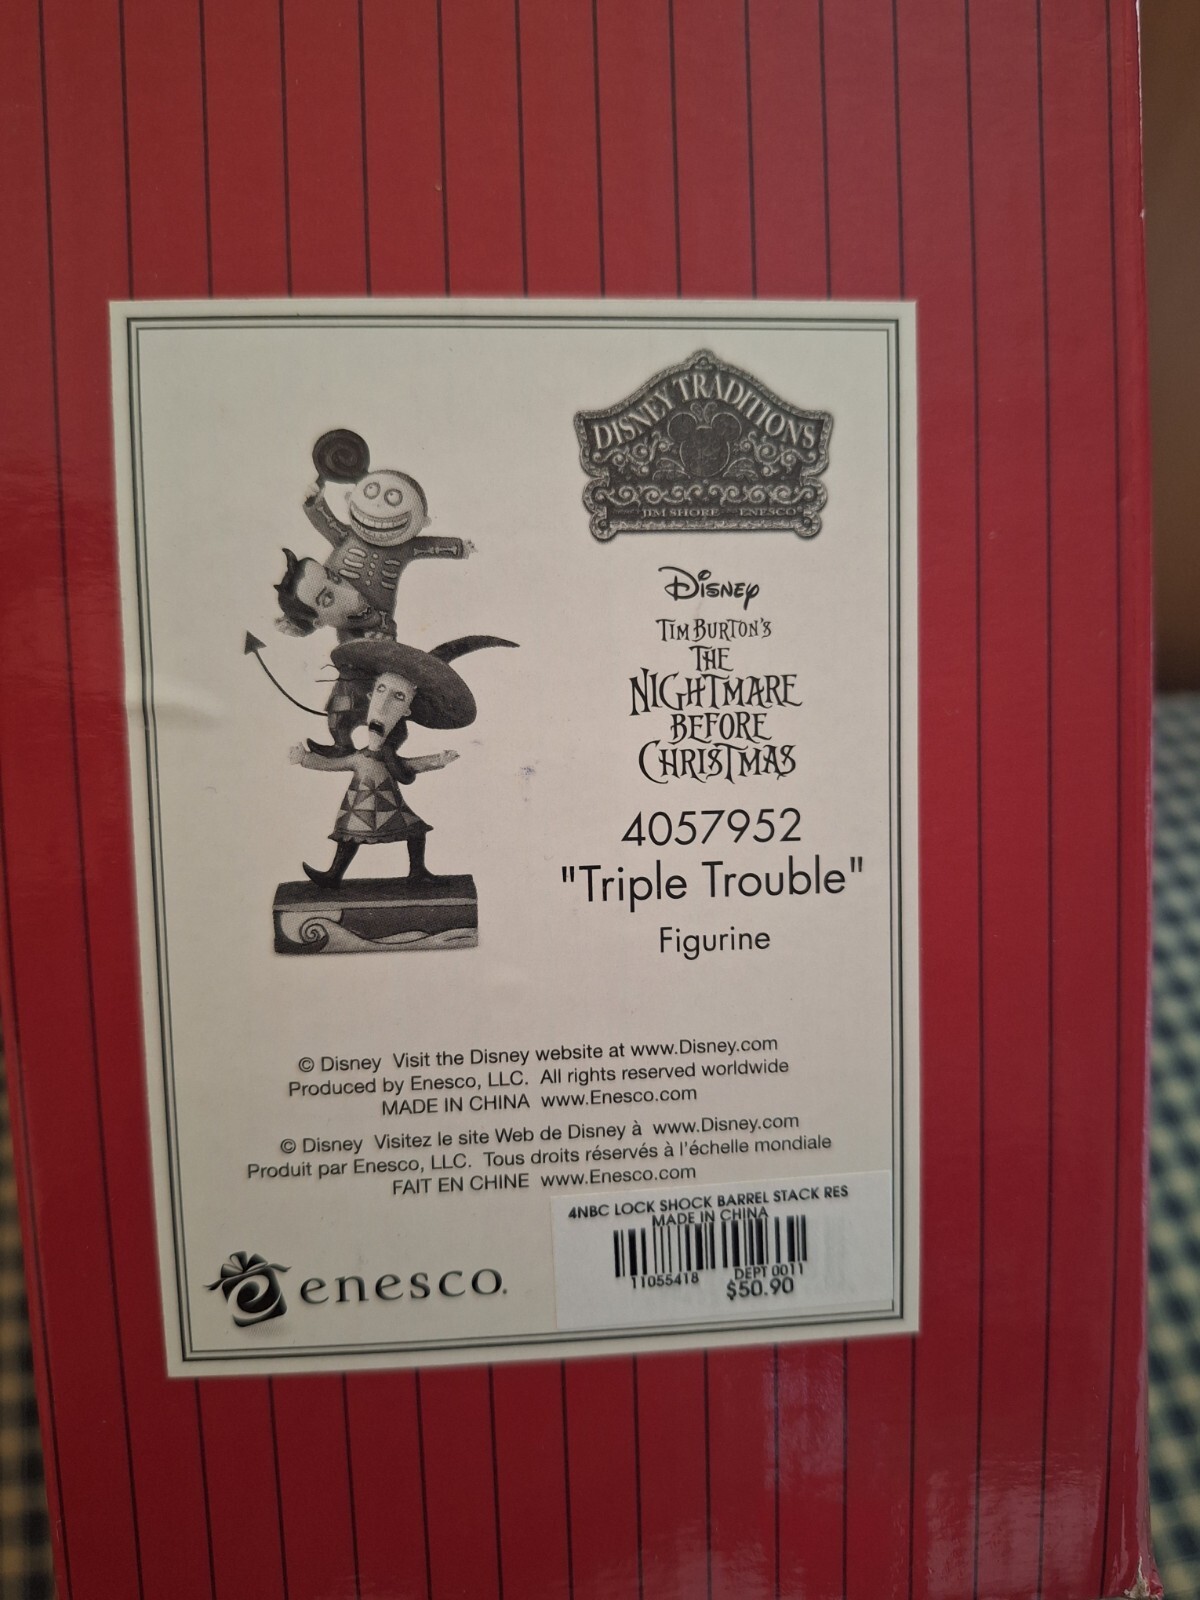 DISNEY TRADITIONS
JIM SHORE ENESCO
Disney
TIM BURTON'S
THE
NIGHTMARE
BEFORE
CHRISTMAS
4057952
"Triple Trouble"
Figurine
© Disney Visit the Disney website at www.Disney.com
Produced by Enesco, LLC. All rights reserved worldwide
MADE IN CHINA www.Enesco.com
© Disney Visitez le site Web de Disney à www.Disney.com
Produit par Enesco, LLC. Tous droits réservés à l'échelle mondiale
FAIT EN CHINE www.Enesco.com
4NBC LOCK SHOCK BARREL STACK RES
MADE IN CHINA
11055418 DEPT 0011
$50.90
enesco.